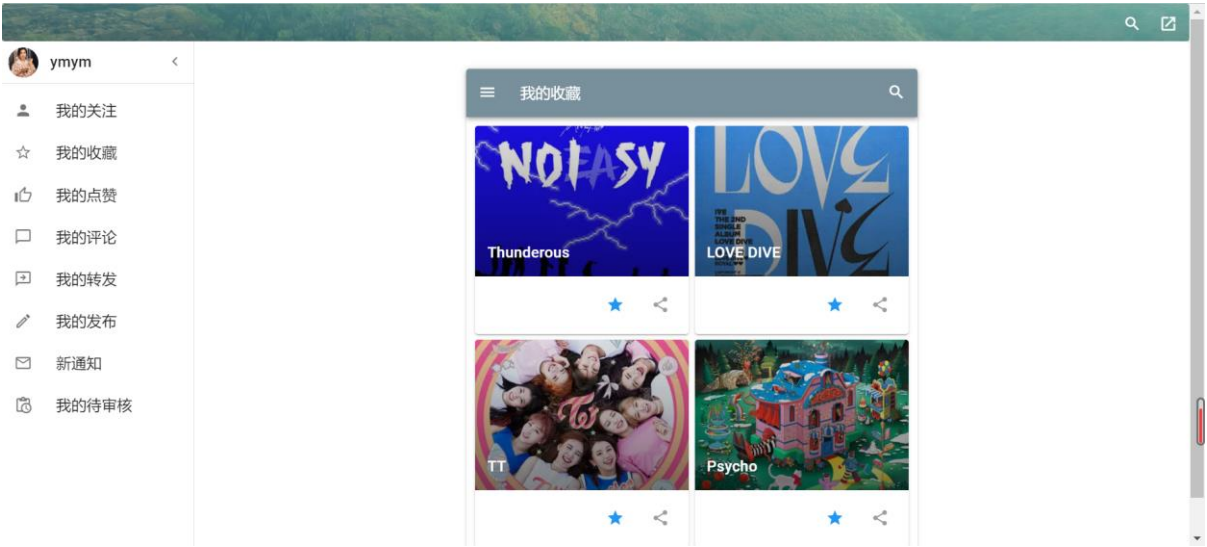 ymym
我的关注
我的收藏
我的点赞
我的评论
我的转发
我的发布
新通知
我的待审核
我的收藏
NOEASY
Thunderous
LOVE
DIVE
IVE
THE 2ND
SINGLE
ALBUM
LOVE DIVE
LOVE DIVE
TT
Psycho